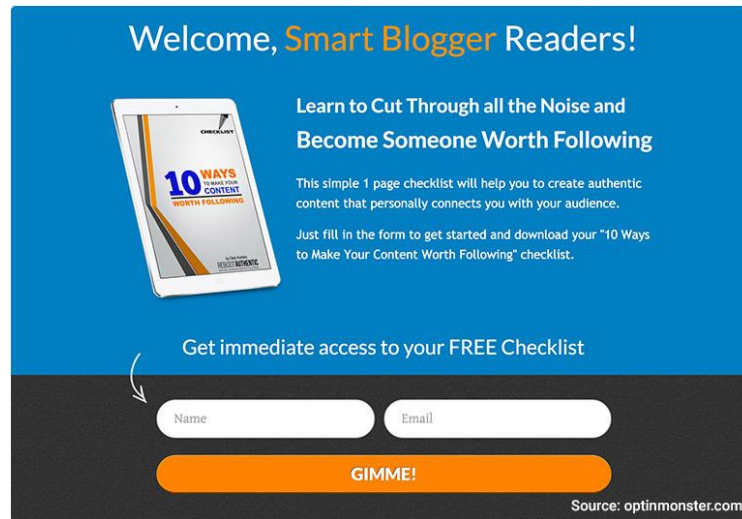 Welcome, Smart Blogger Readers!
CHECKLIST
10 WAYS
TO MAKE YOUR
CONTENT
WORTH FOLLOWING
REBOOTAUTHENTIC
Learn to Cut Through all the Noise and
Become Someone Worth Following
This simple 1 page checklist will help you to create authentic
content that personally connects you with your audience.
Just fill in the form to get started and download your "10 Ways
to Make Your Content Worth Following" checklist.
Get immediate access to your FREE Checklist
Name
Email
GIMME!
Source: optinmonster.com